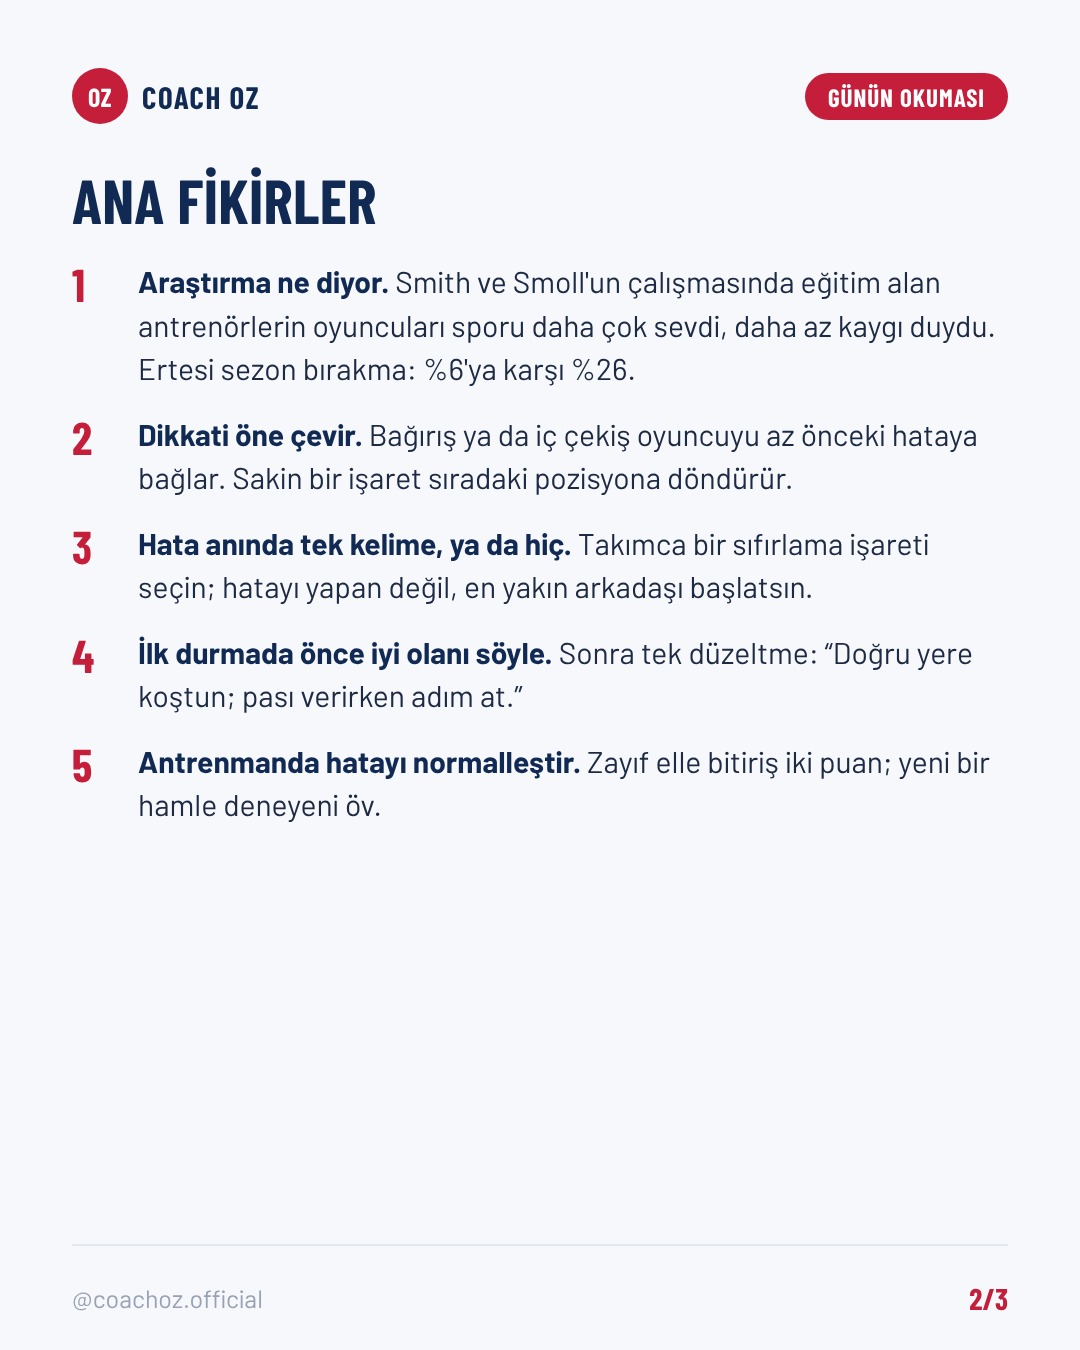 OZ COACH OZ
GÜNÜN OKUMASI
ANA FİKİRLER
1 Araştırma ne diyor. Smith ve Smoll'un çalışmasında eğitim alan
antrenörlerin oyuncuları sporu daha çok sevdi, daha az kaygı duydu.
Ertesi sezon bırakma: %6'ya karşı %26.
2 Dikkati öne çevir. Bağırış ya da iç çekiş oyuncuyu az önceki hataya
bağlar. Sakin bir işaret sıradaki pozisyona döndürür.
3 Hata anında tek kelime, ya da hiç. Takımca bir sıfırlama işareti
seçin; hatayı yapan değil, en yakın arkadaşı başlatsın.
4 İlk durmada önce iyi olanı söyle. Sonra tek düzeltme: “Doğru yere
koştun; pası verirken adım at.”
5 Antrenmanda hatayı normalleştir. Zayıf elle bitiriş iki puan; yeni bir
hamle deneyeni öv.
@coachoz.official
2/3